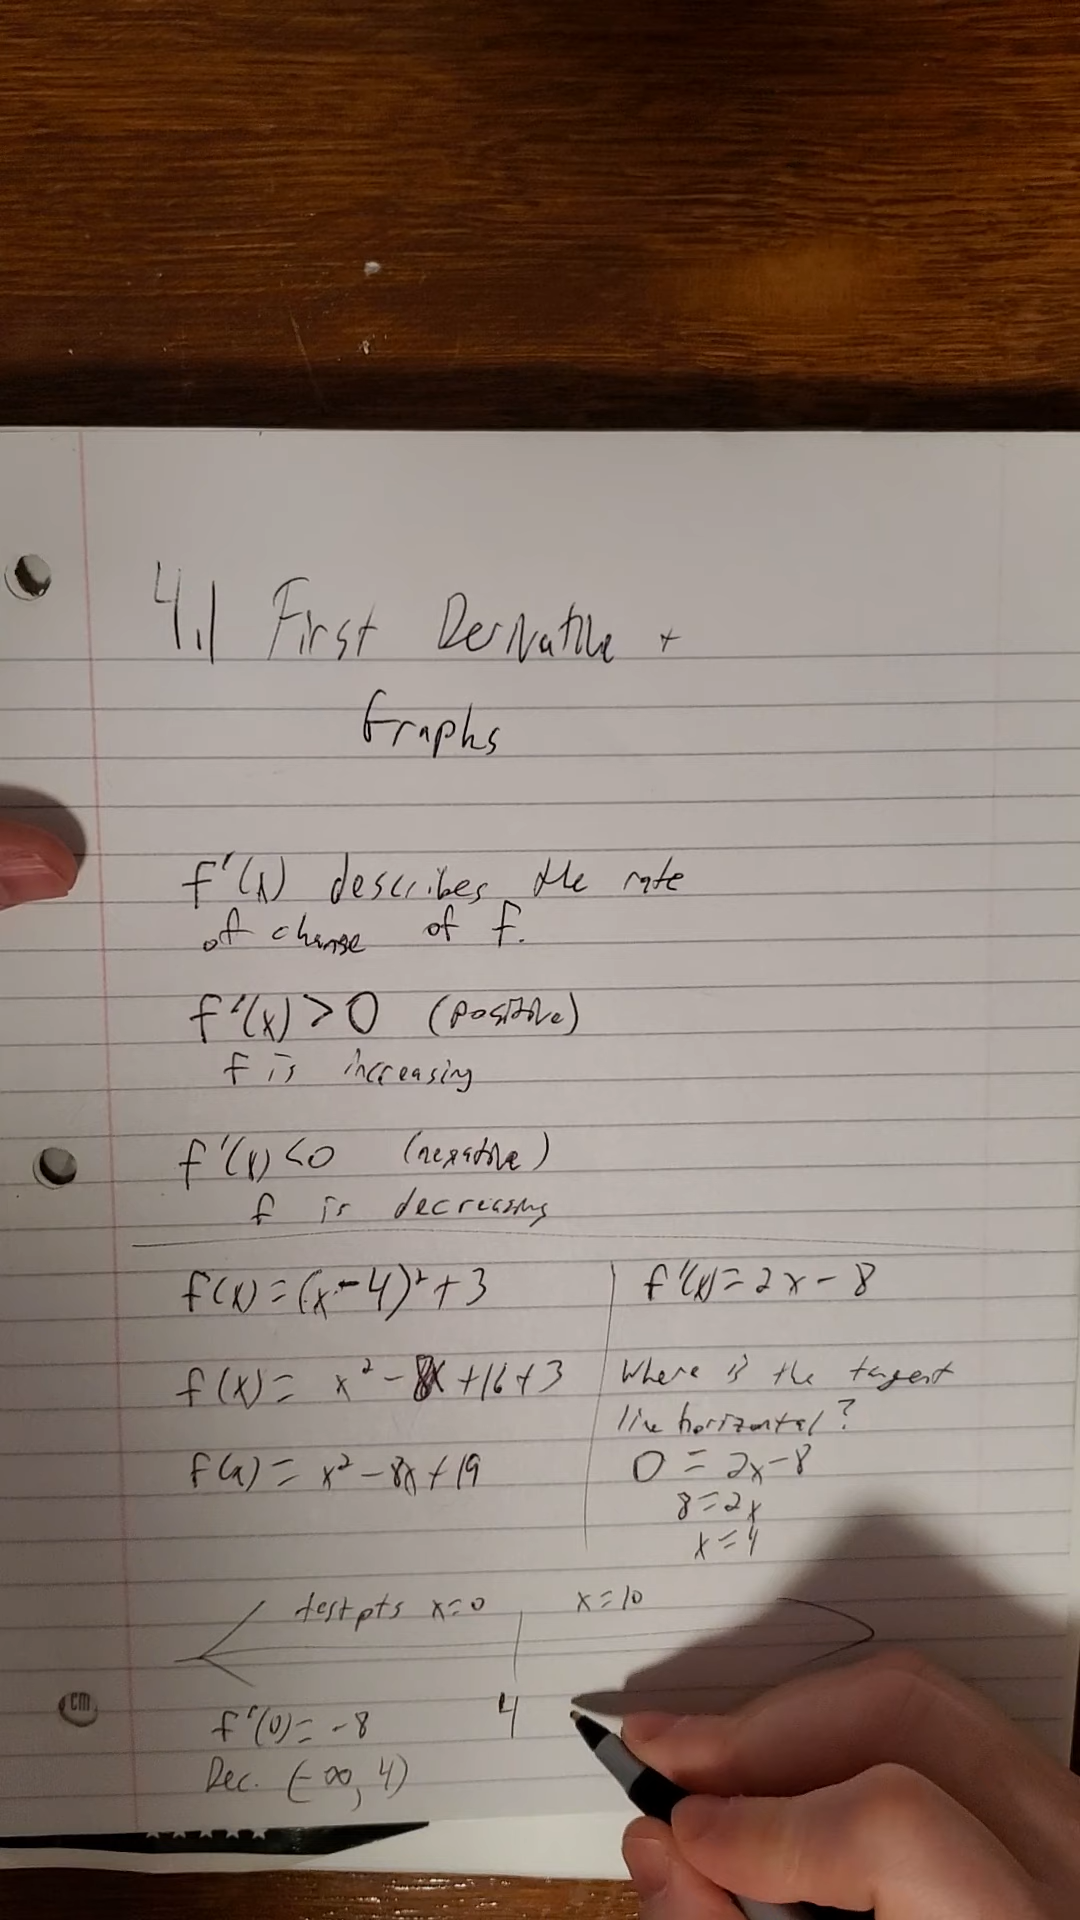 4.1 First Derivative +
Graphs
f'(x) describes the rate
of change of f.
f'(x) > 0 (positive)
f is increasing
f'(x) < 0 (negative)
f is decreasing
f(x) = (x-4)² + 3
f(x) = x² - 8x + 16 + 3
f(x) = x² - 8x + 19
f'(x) = 2x - 8
Where is the tangent
line horizontal?
0 = 2x-8
8 = 2x
x = 4
test pts x=0 x=10
4
f'(0) = -8
Dec. (-∞, 4)
cm